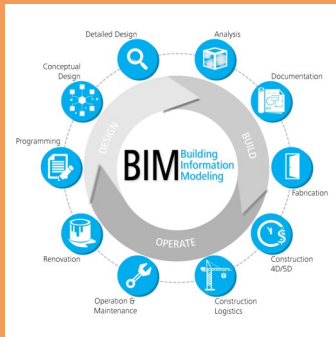 Detailed Design
Analysis
Conceptual
Design
Documentation
DESIGN
BUILD
Programming
BIM
Building
Information
Modeling
Fabrication
OPERATE
Renovation
Construction
4D/5D
Operation &
Maintenance
Construction
Logistics